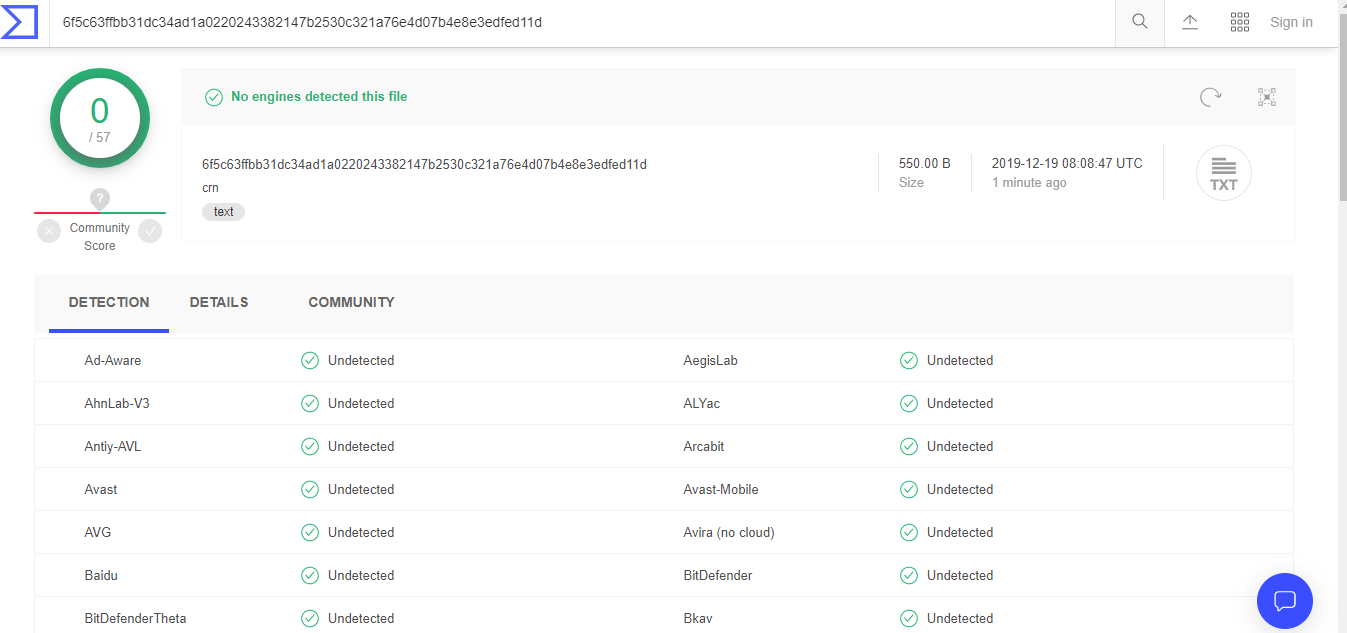 6f5c63ffbb31dc34ad1a0220243382147b2530c321a76e4d07b4e8e3edfed11d
Sign in
0
/ 57
?
Community
Score
No engines detected this file
6f5c63ffbb31dc34ad1a0220243382147b2530c321a76e4d07b4e8e3edfed11d
crn
text
550.00 B
Size
2019-12-19 08:08:47 UTC
1 minute ago
TXT
DETECTION DETAILS COMMUNITY
Ad-Aware Undetected AegisLab Undetected
AhnLab-V3 Undetected ALYac Undetected
Antiy-AVL Undetected Arcabit Undetected
Avast Undetected Avast-Mobile Undetected
AVG Undetected Avira (no cloud) Undetected
Baidu Undetected BitDefender Undetected
BitDefenderTheta Undetected Bkav Undetected